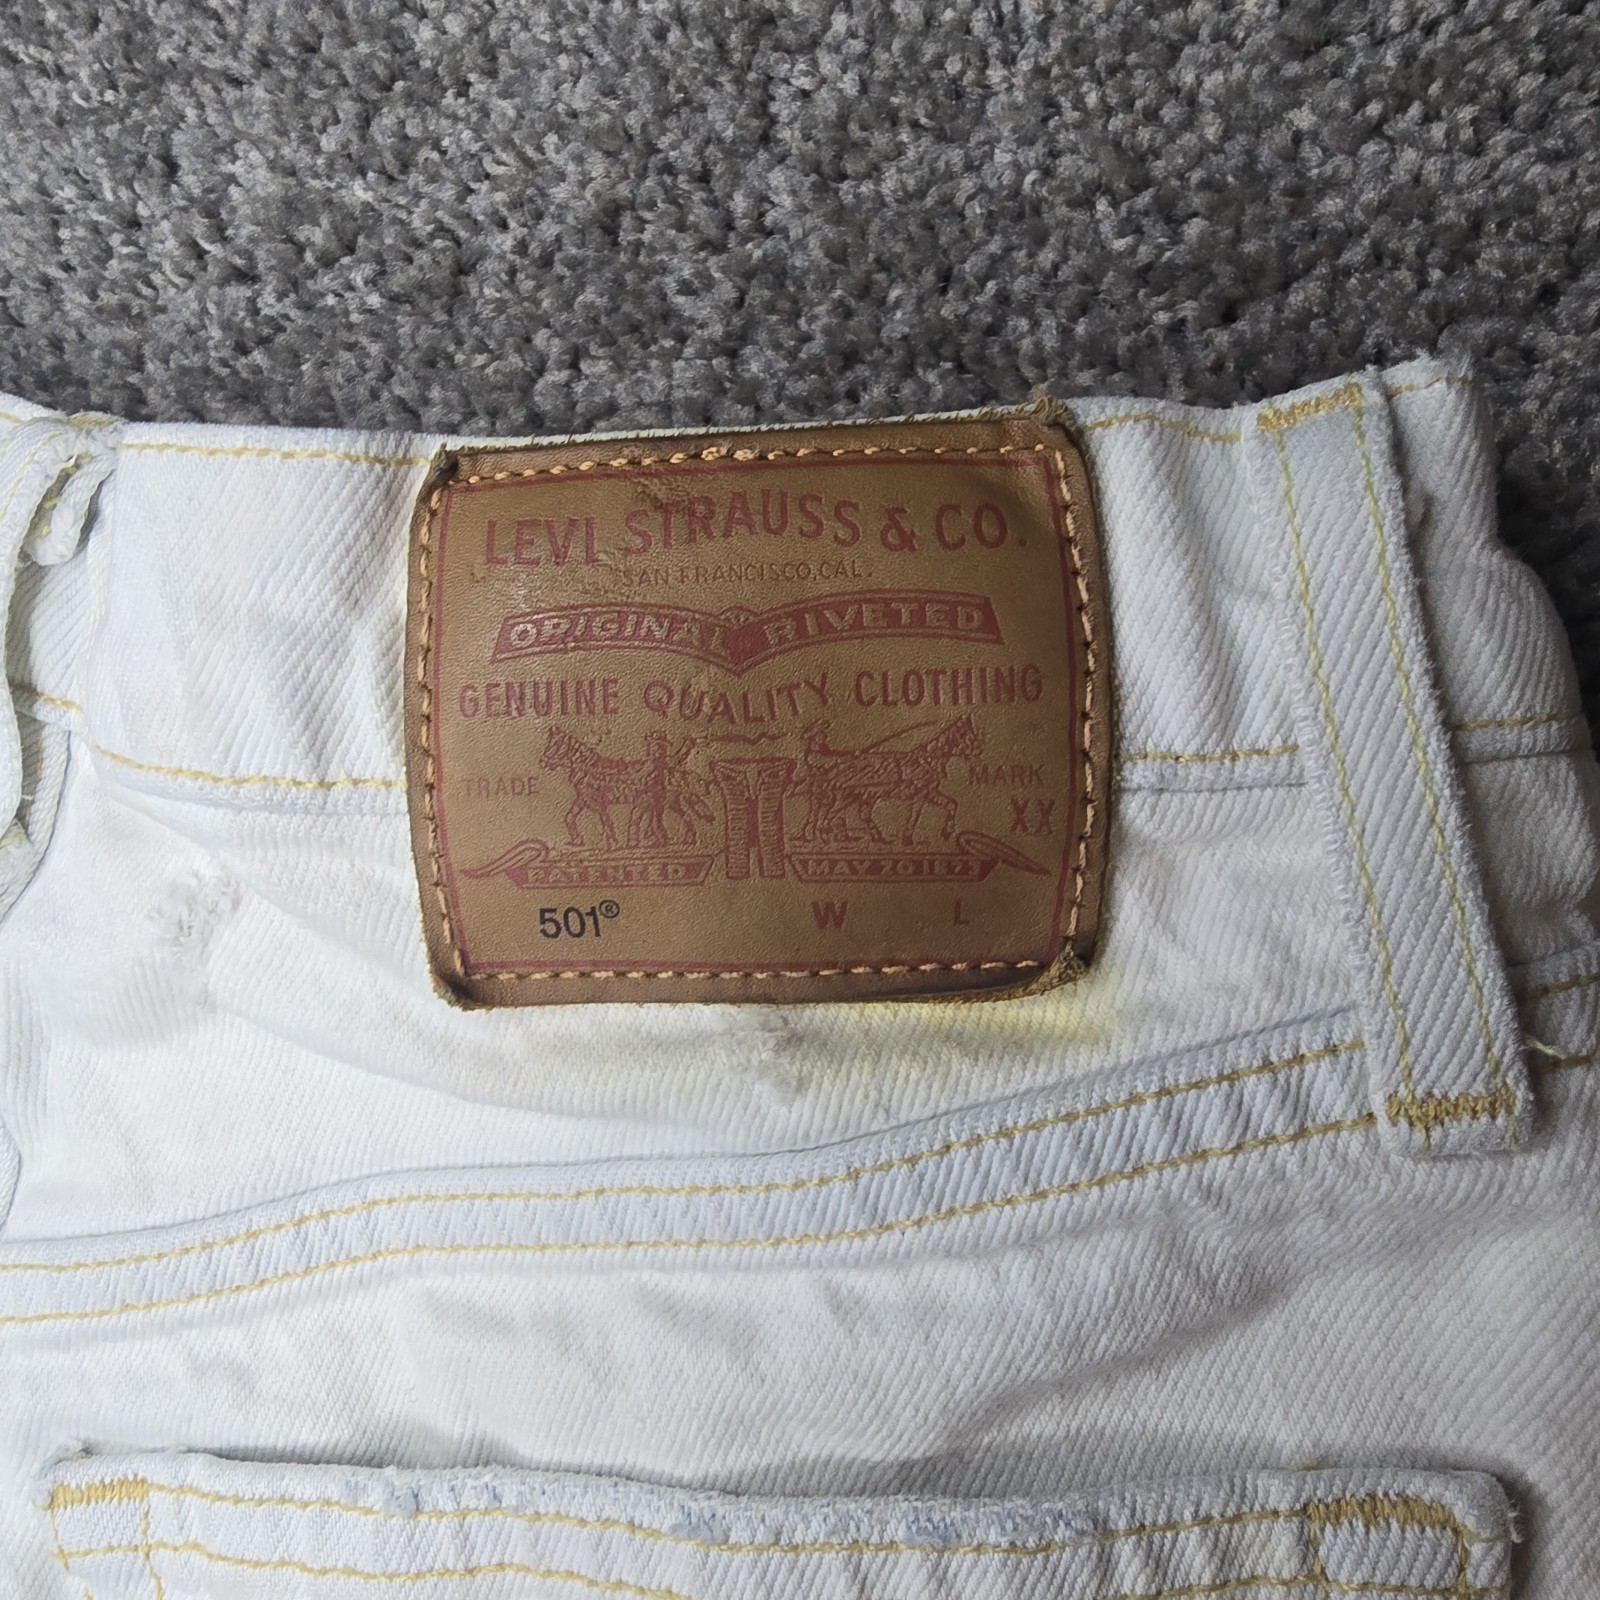 LEVI STRAUSS & CO.
SAN FRANCISCO, CAL.
ORIGINAL ® RIVETED
GENUINE QUALITY CLOTHING
TRADE MARK
XX
PATENTED MAY 20 1873
501® W L